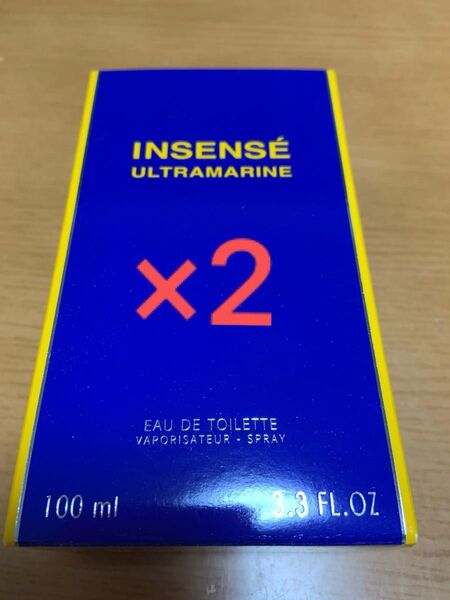 INSENSÉ
ULTRAMARINE
×2
EAU DE TOILETTE
VAPORISATEUR - SPRAY
100 ml 3.3 FL.OZ